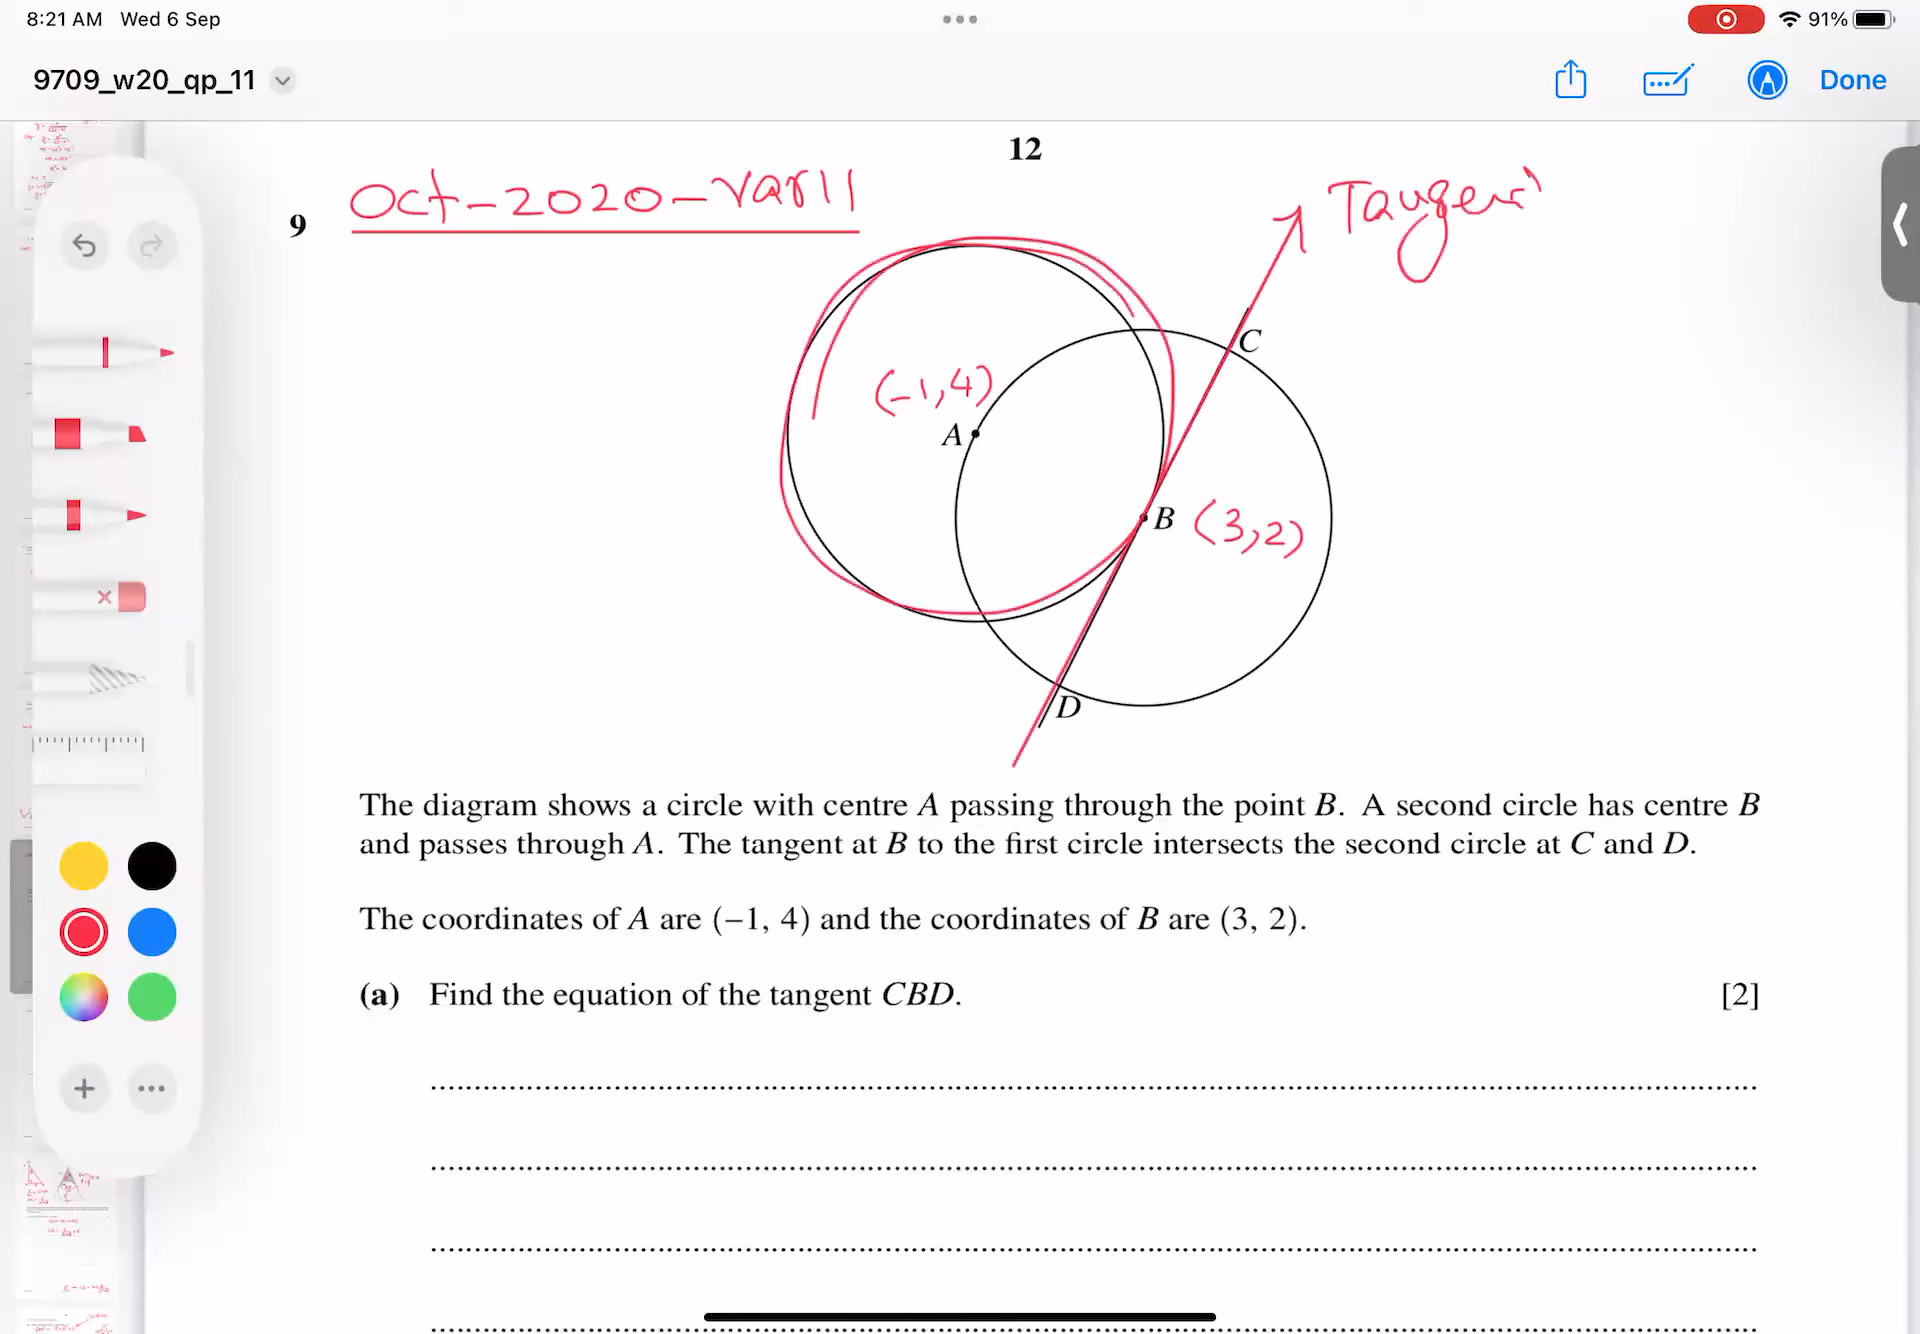 8:21 AM Wed 6 Sep
91%
9709_w20_qp_11
Done
12
Oct-2020-Var11
Tangent
9
C
(-1,4)
A
B (3,2)
D
The diagram shows a circle with centre A passing through the point B. A second circle has centre B
and passes through A. The tangent at B to the first circle intersects the second circle at C and D.
The coordinates of A are (−1, 4) and the coordinates of B are (3, 2).
(a) Find the equation of the tangent CBD. [2]